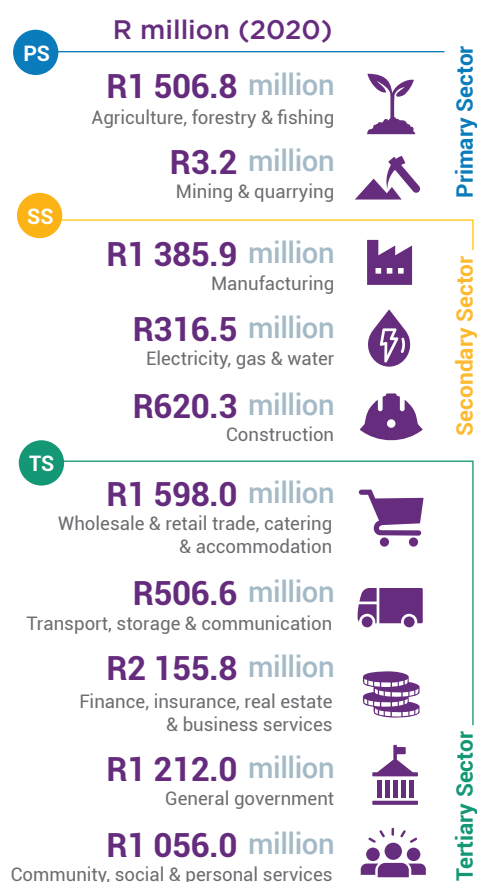 R million (2020)
PS
R1 506.8 million
Agriculture, forestry & fishing
R3.2 million
Mining & quarrying
Primary Sector
SS
R1 385.9 million
Manufacturing
R316.5 million
Electricity, gas & water
R620.3 million
Construction
Secondary Sector
TS
R1 598.0 million
Wholesale & retail trade, catering
& accommodation
R506.6 million
Transport, storage & communication
R2 155.8 million
Finance, insurance, real estate
& business services
R1 212.0 million
General government
R1 056.0 million
Community, social & personal services
Tertiary Sector